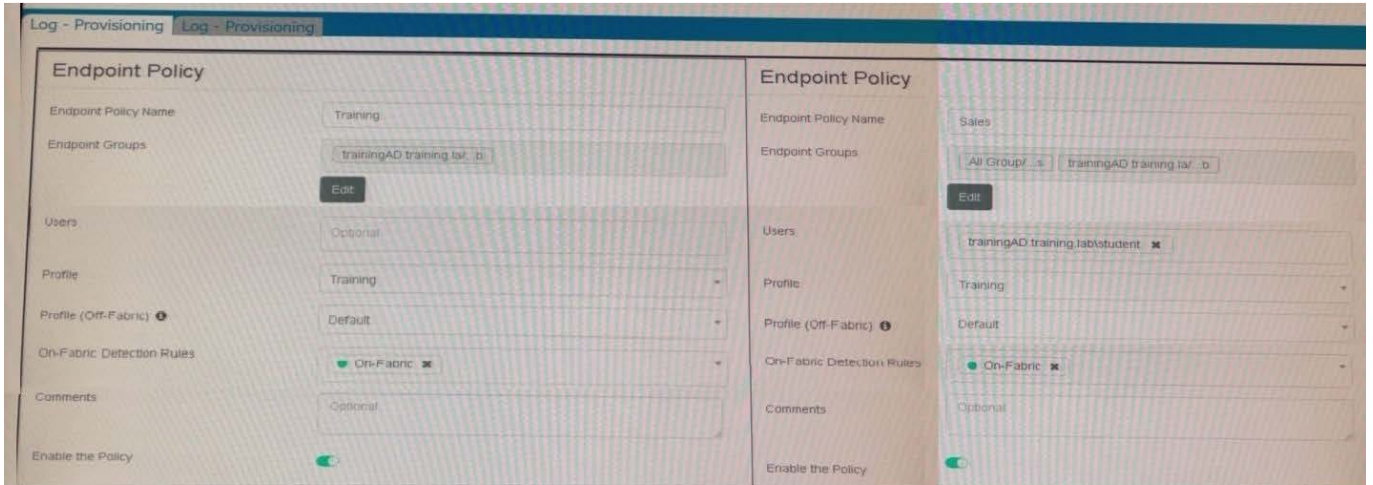 Log - Provisioning
Log - Provisioning
Endpoint Policy
Endpoint Policy Name
Training
Endpoint Groups
trainingAD.training.la/...b
Edit
Users
Optional
Profile
Training
Profile (Off-Fabric)
Default
On-Fabric Detection Rules
On-Fabric
Comments
Optional
Enable the Policy
Endpoint Policy
Endpoint Policy Name
Sales
Endpoint Groups
All Group/...s trainingAD.training.la/...b
Edit
Users
trainingAD.training.lab\student
Profile
Training
Profile (Off-Fabric)
Default
On-Fabric Detection Rules
On-Fabric
Comments
Optional
Enable the Policy